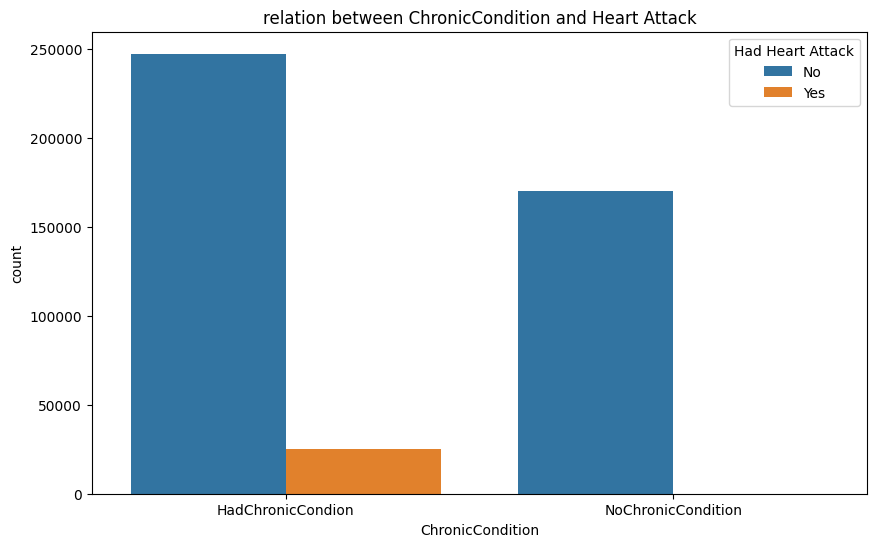 relation between ChronicCondition and Heart Attack
Had Heart Attack
No
Yes
250000
200000
150000
100000
50000
0
count
HadChronicCondion
NoChronicCondition
ChronicCondition